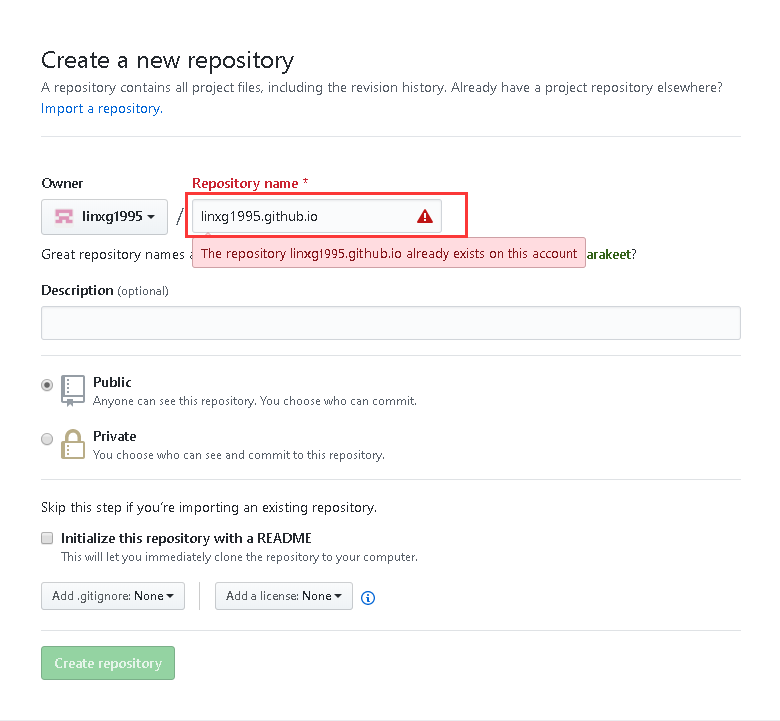 Create a new repository
A repository contains all project files, including the revision history. Already have a project repository elsewhere?
Import a repository.
Owner
Repository name *
linxg1995
/
linxg1995.github.io
Great repository names
The repository linxg1995.github.io already exists on this account
arakeet?
Description (optional)
Public
Anyone can see this repository. You choose who can commit.
Private
You choose who can see and commit to this repository.
Skip this step if you’re importing an existing repository.
Initialize this repository with a README
This will let you immediately clone the repository to your computer.
Add .gitignore: None
Add a license: None
Create repository